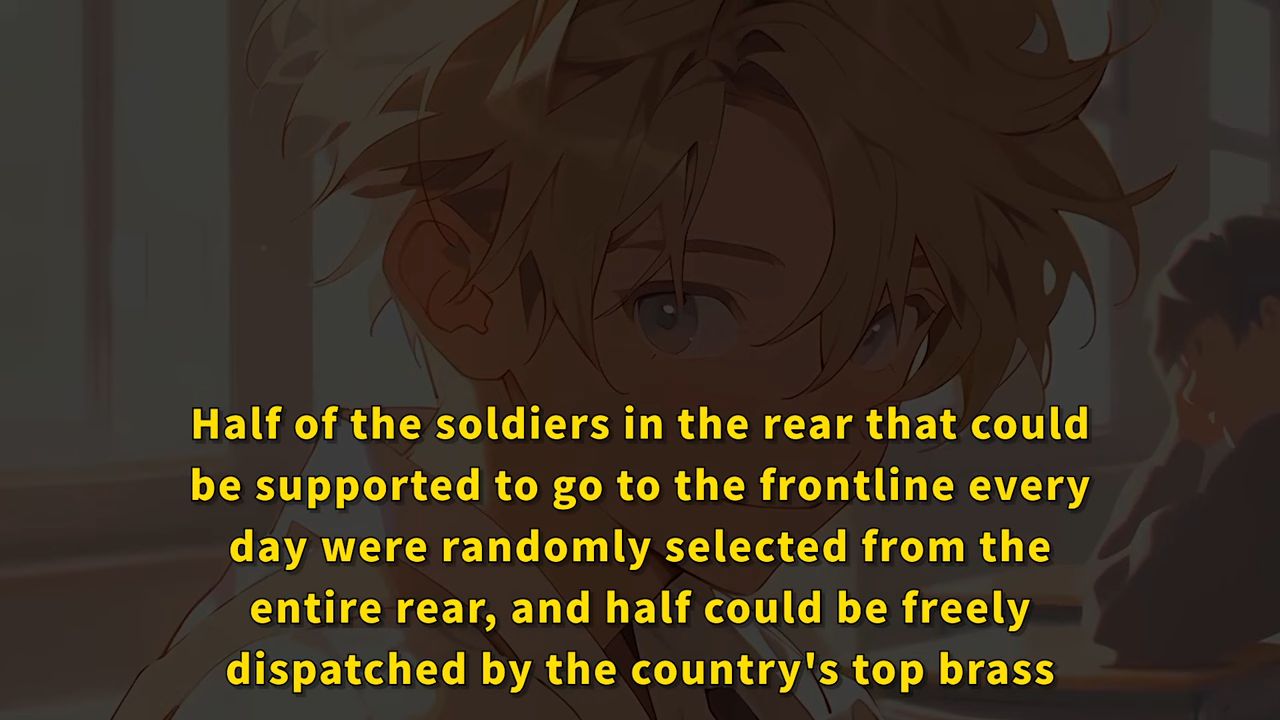 Half of the soldiers in the rear that could
be supported to go to the frontline every
day were randomly selected from the
entire rear, and half could be freely
dispatched by the country's top brass